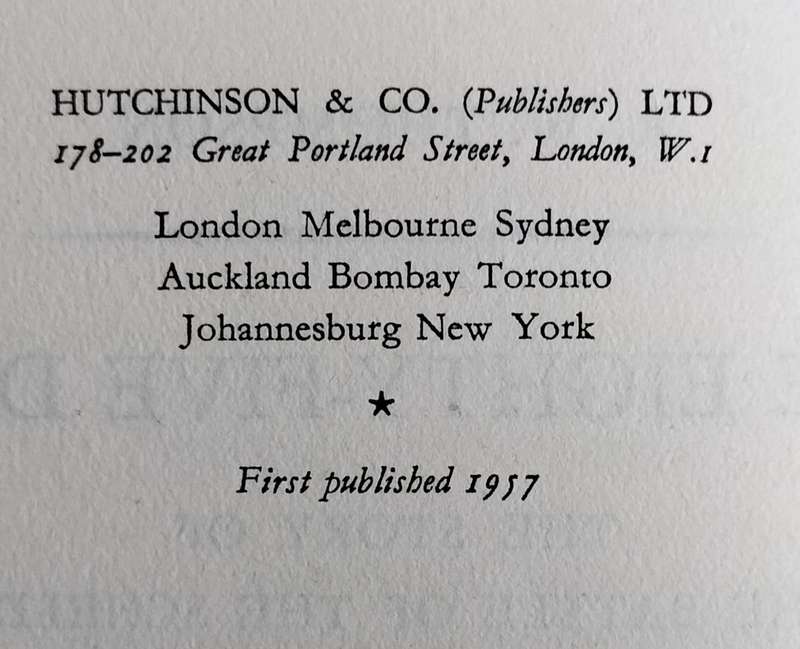 HUTCHINSON & CO. (Publishers) LTD
178–202 Great Portland Street, London, W.1
London Melbourne Sydney
Auckland Bombay Toronto
Johannesburg New York
★
First published 1957